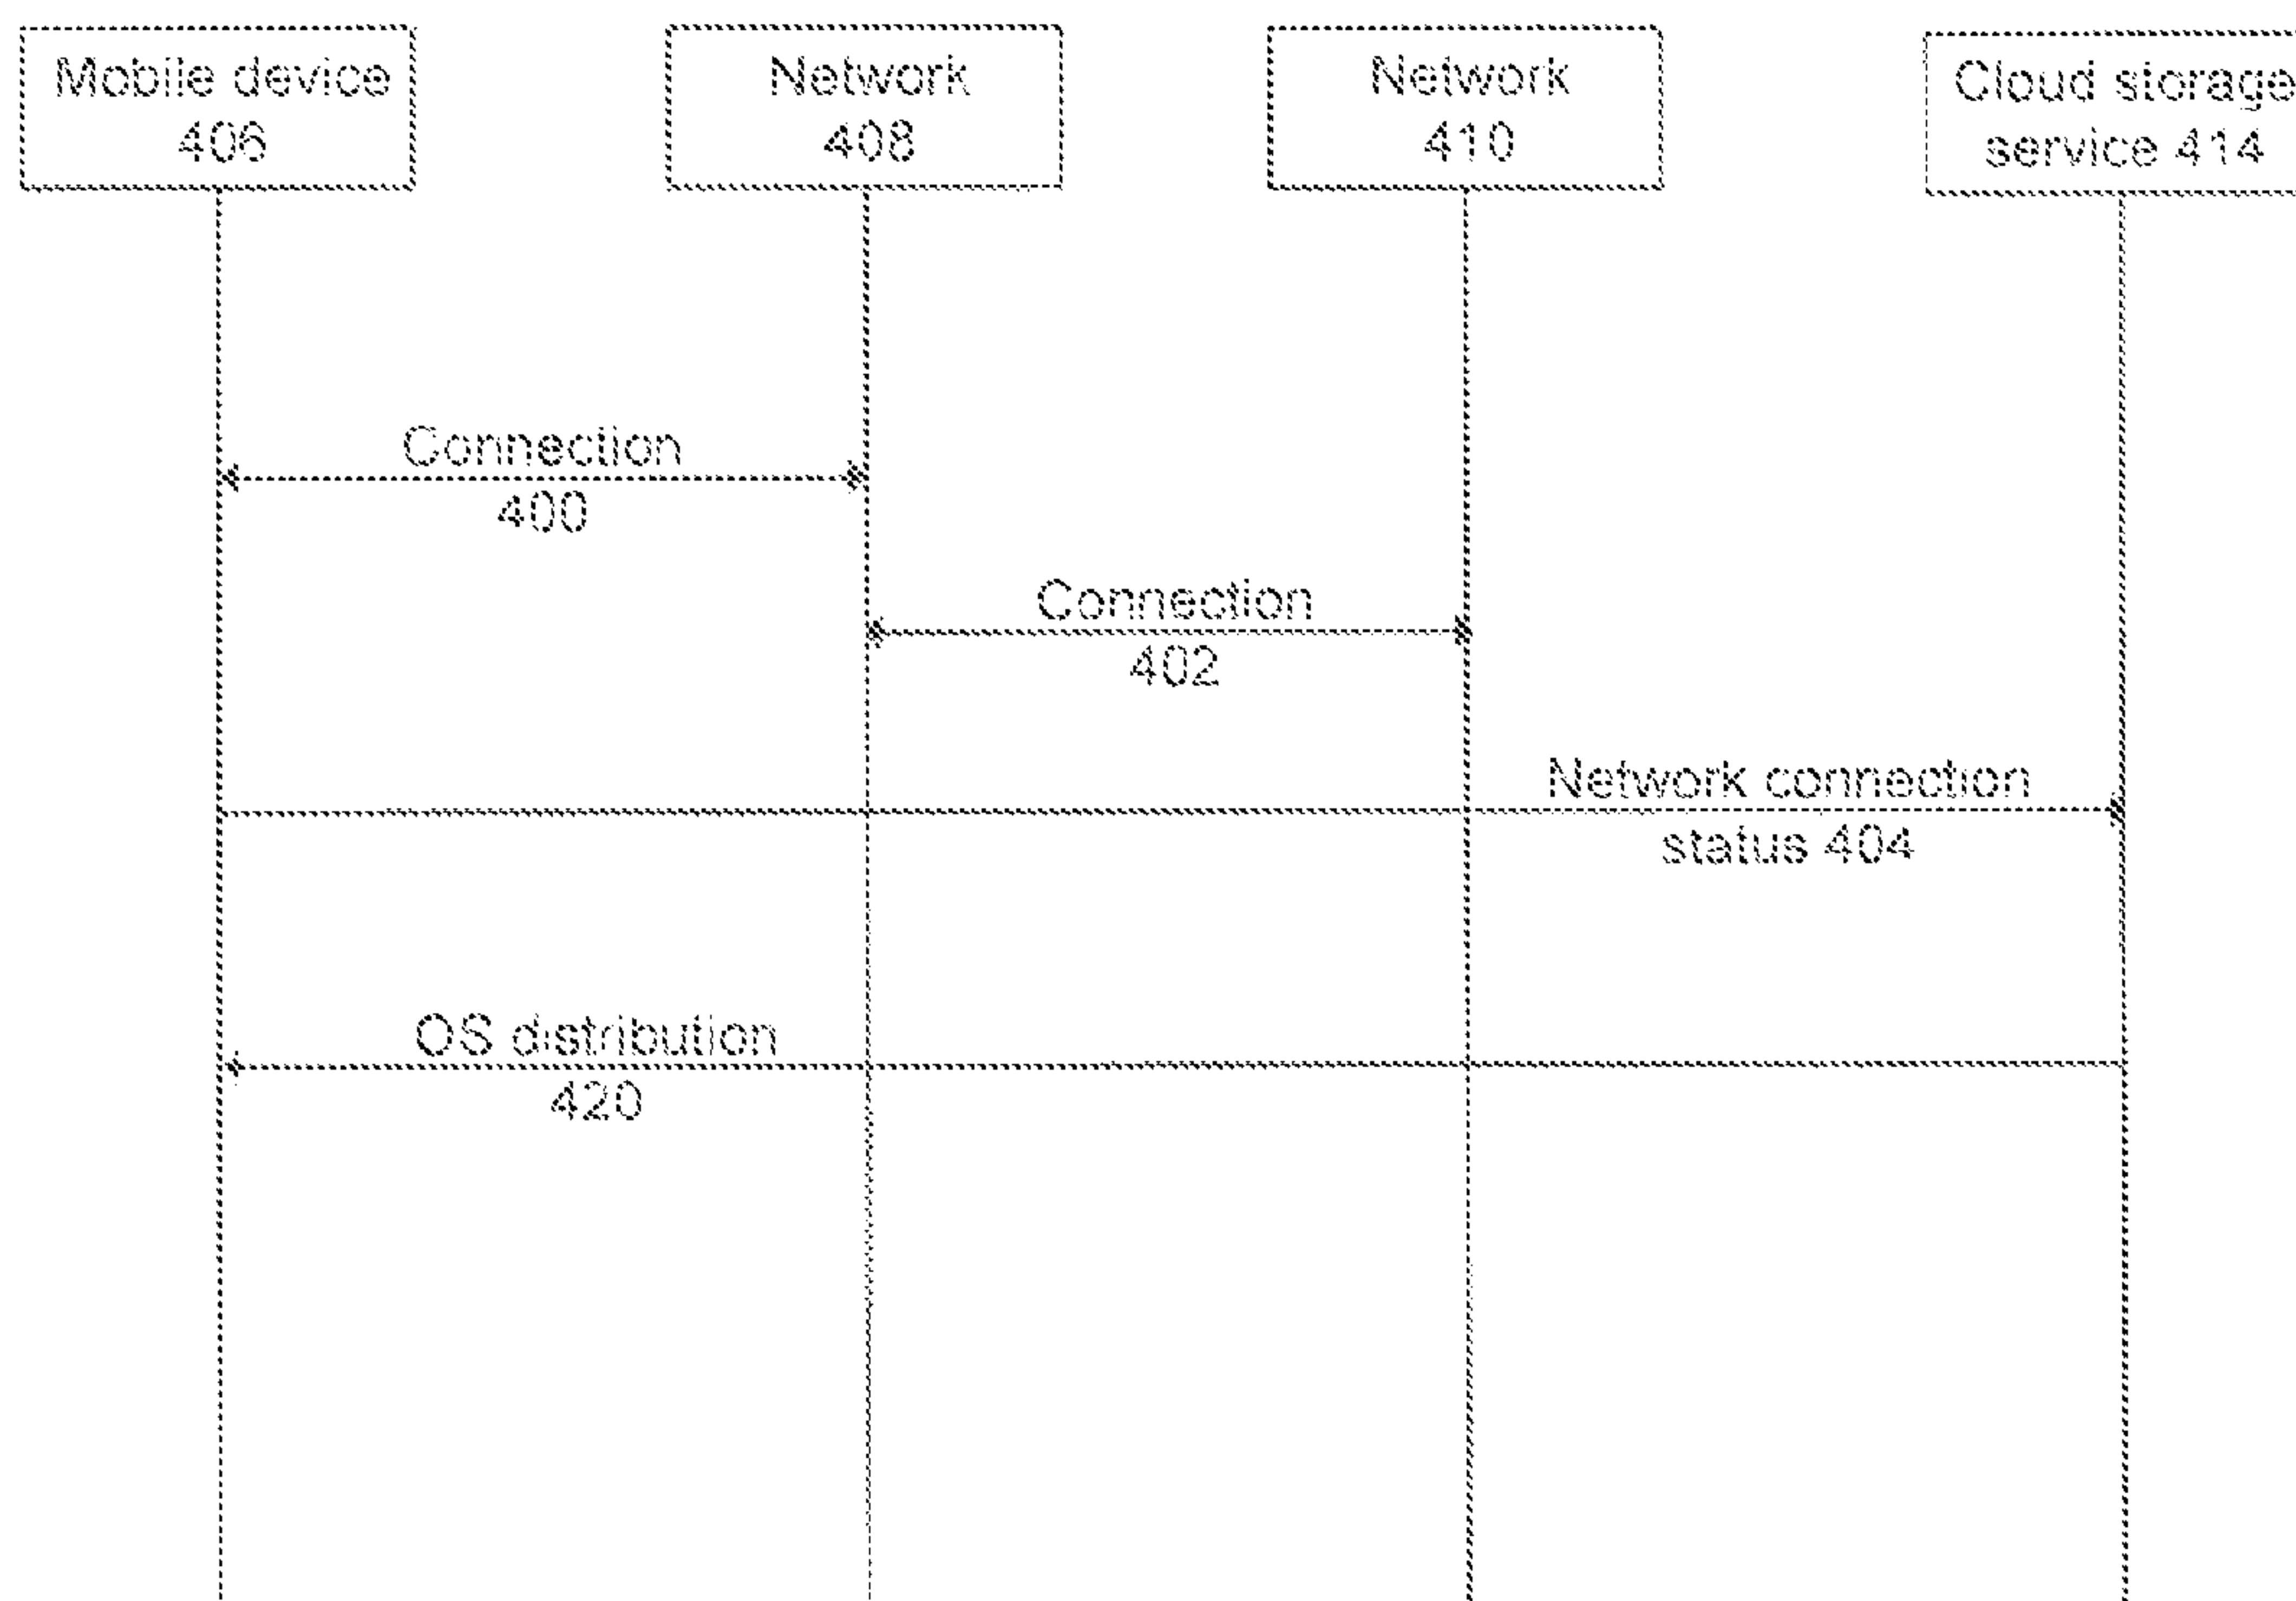 Mobile device
406
Network
408
Network
410
Cloud storage
service 414
Connection
400
Connection
402
Network connection
status 404
OS distribution
420